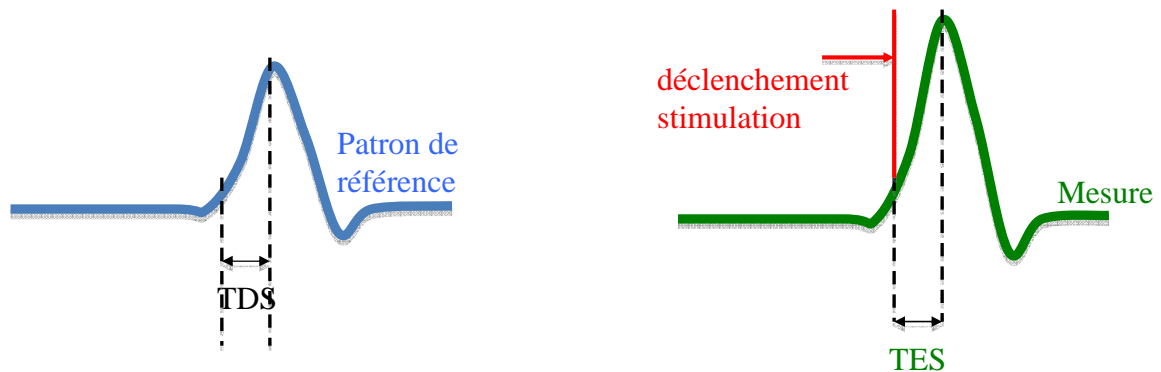 Patron de
référence
TDS
déclenchement
stimulation
Mesure
TES